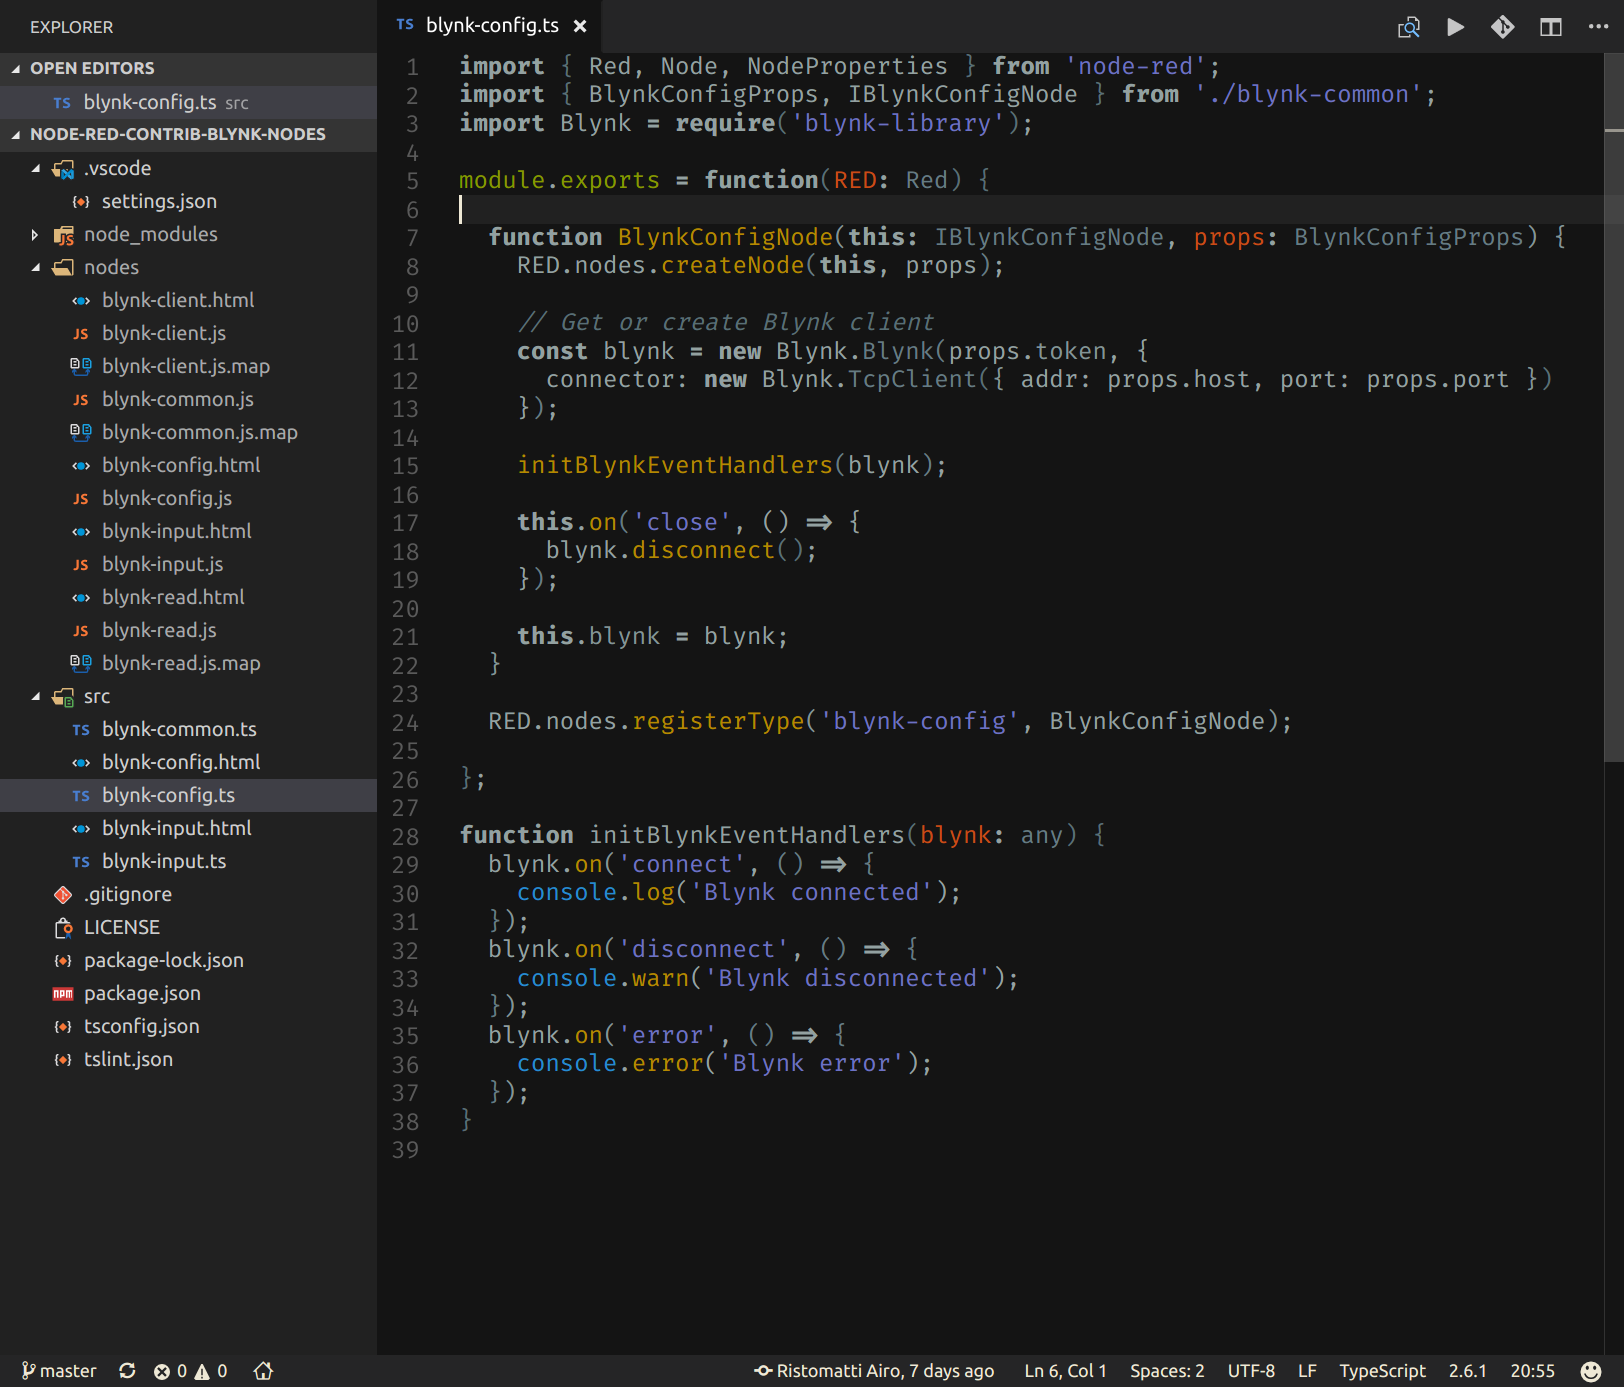 EXPLORER
OPEN EDITORS
TS blynk-config.ts src
NODE-RED-CONTRIB-BLYNK-NODES
.vscode
settings.json
JS node_modules
nodes
blynk-client.html
JS blynk-client.js
blynk-client.js.map
JS blynk-common.js
blynk-common.js.map
blynk-config.html
JS blynk-config.js
blynk-input.html
JS blynk-input.js
blynk-read.html
JS blynk-read.js
blynk-read.js.map
src
TS blynk-common.ts
blynk-config.html
TS blynk-config.ts
blynk-input.html
TS blynk-input.ts
.gitignore
LICENSE
package-lock.json
npm package.json
tsconfig.json
tslint.json
TS blynk-config.ts
1 import { Red, Node, NodeProperties } from 'node-red';
2 import { BlynkConfigProps, IBlynkConfigNode } from './blynk-common';
3 import Blynk = require('blynk-library');
4
5 module.exports = function(RED: Red) {
6
7   function BlynkConfigNode(this: IBlynkConfigNode, props: BlynkConfigProps) {
8     RED.nodes.createNode(this, props);
9
10     // Get or create Blynk client
11     const blynk = new Blynk.Blynk(props.token, {
12       connector: new Blynk.TcpClient({ addr: props.host, port: props.port })
13     });
14
15     initBlynkEventHandlers(blynk);
16
17     this.on('close', () => {
18       blynk.disconnect();
19     });
20
21     this.blynk = blynk;
22   }
23
24   RED.nodes.registerType('blynk-config', BlynkConfigNode);
25
26 };
27
28 function initBlynkEventHandlers(blynk: any) {
29   blynk.on('connect', () => {
30     console.log('Blynk connected');
31   });
32   blynk.on('disconnect', () => {
33     console.warn('Blynk disconnected');
34   });
35   blynk.on('error', () => {
36     console.error('Blynk error');
37   });
38 }
39
master 0 0 Ristomatti Airo, 7 days ago Ln 6, Col 1 Spaces: 2 UTF-8 LF TypeScript 2.6.1 20:55